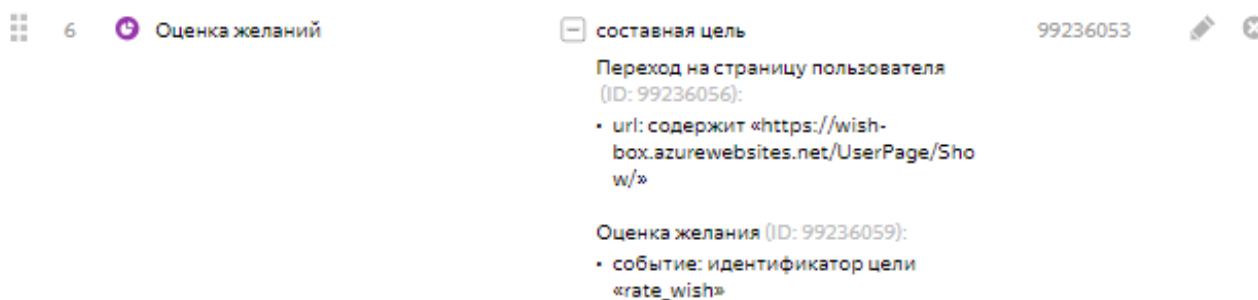 6 Оценка желаний составная цель 99236053
Переход на страницу пользователя
(ID: 99236056):
• url: содержит «https://wish-
box.azurewebsites.net/UserPage/Sho
w/»
Оценка желания (ID: 99236059):
• событие: идентификатор цели
«rate_wish»